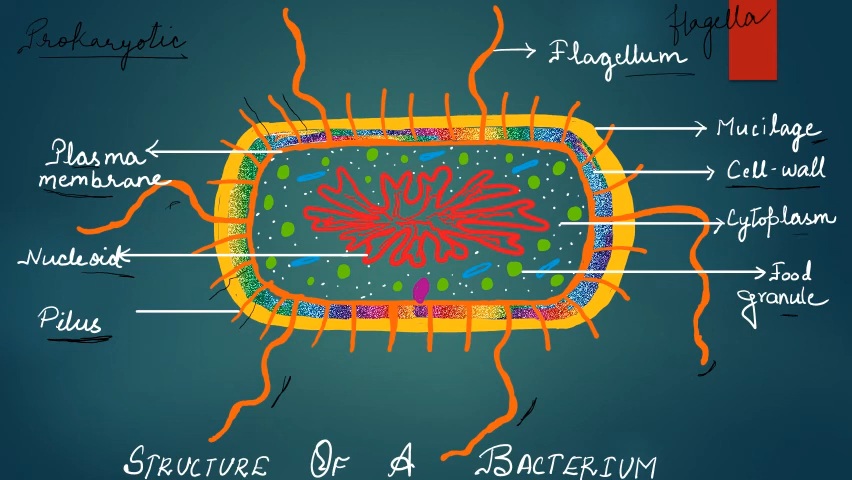 Prokaryotic
flagella
Flagellum
Mucilage
Plasma
membrane
Cell-wall
Cytoplasm
Nucleoid
Food
granule
Pilus
STRUCTURE OF A BACTERIUM